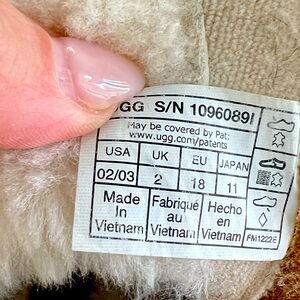 UGG S/N 1096089I
May be covered by Pat:
www.ugg.com/patents
USA UK EU JAPAN
02/03 2 18 11
Made In Vietnam
Fabriqué au Vietnam
Hecho en Vietnam
FM1222E